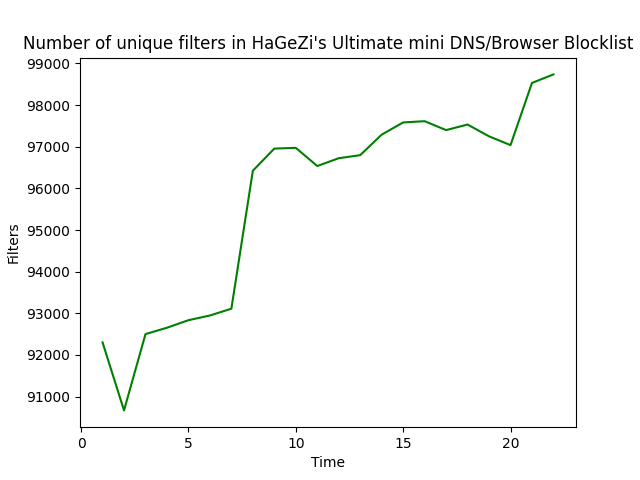 Number of unique filters in HaGeZi's Ultimate mini DNS/Browser Blocklist
99000
98000
97000
96000
95000
94000
93000
92000
91000
Filters
0 5 10 15 20
Time